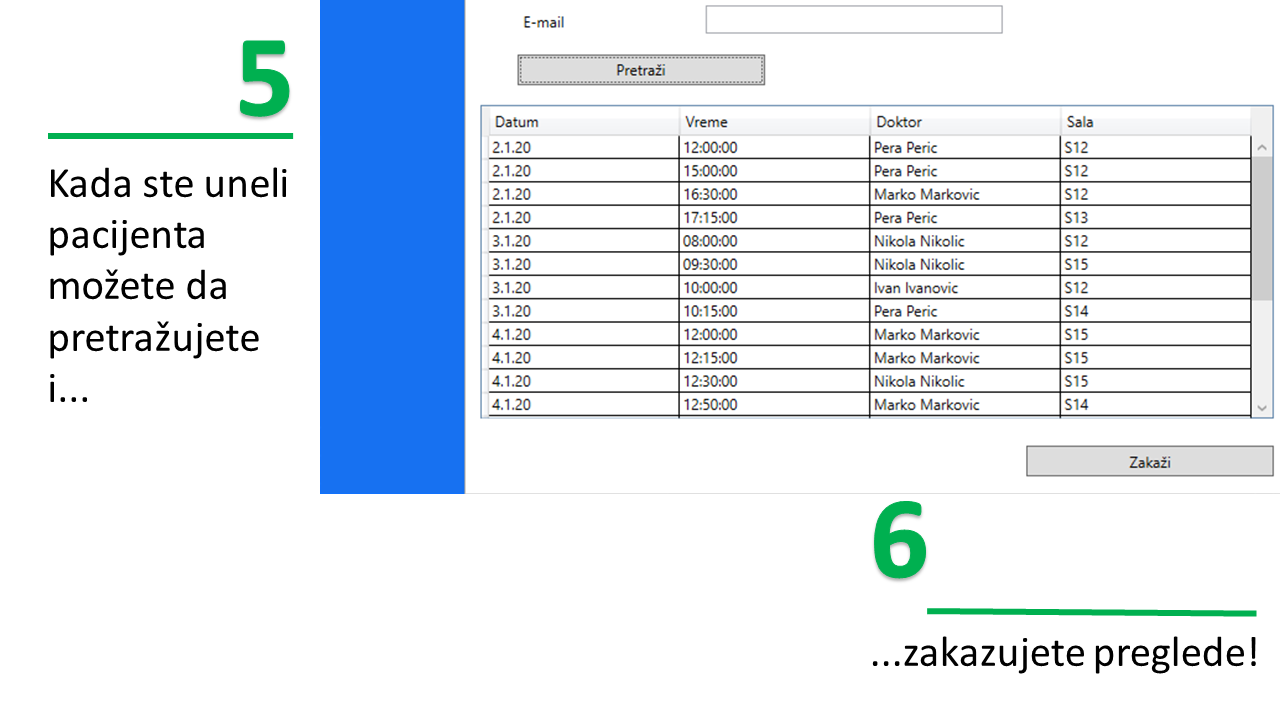 5
Kada ste uneli
pacijenta
možete da
pretražujete
i...
E-mail
Pretraži
Datum Vreme Doktor Sala
2.1.20 12:00:00 Pera Peric S12
2.1.20 15:00:00 Pera Peric S12
2.1.20 16:30:00 Marko Markovic S12
2.1.20 17:15:00 Pera Peric S13
3.1.20 08:00:00 Nikola Nikolic S12
3.1.20 09:30:00 Nikola Nikolic S15
3.1.20 10:00:00 Ivan Ivanovic S12
3.1.20 10:15:00 Pera Peric S14
4.1.20 12:00:00 Marko Markovic S15
4.1.20 12:15:00 Marko Markovic S15
4.1.20 12:30:00 Nikola Nikolic S15
4.1.20 12:50:00 Marko Markovic S14
Zakaži
6
...zakazujete preglede!